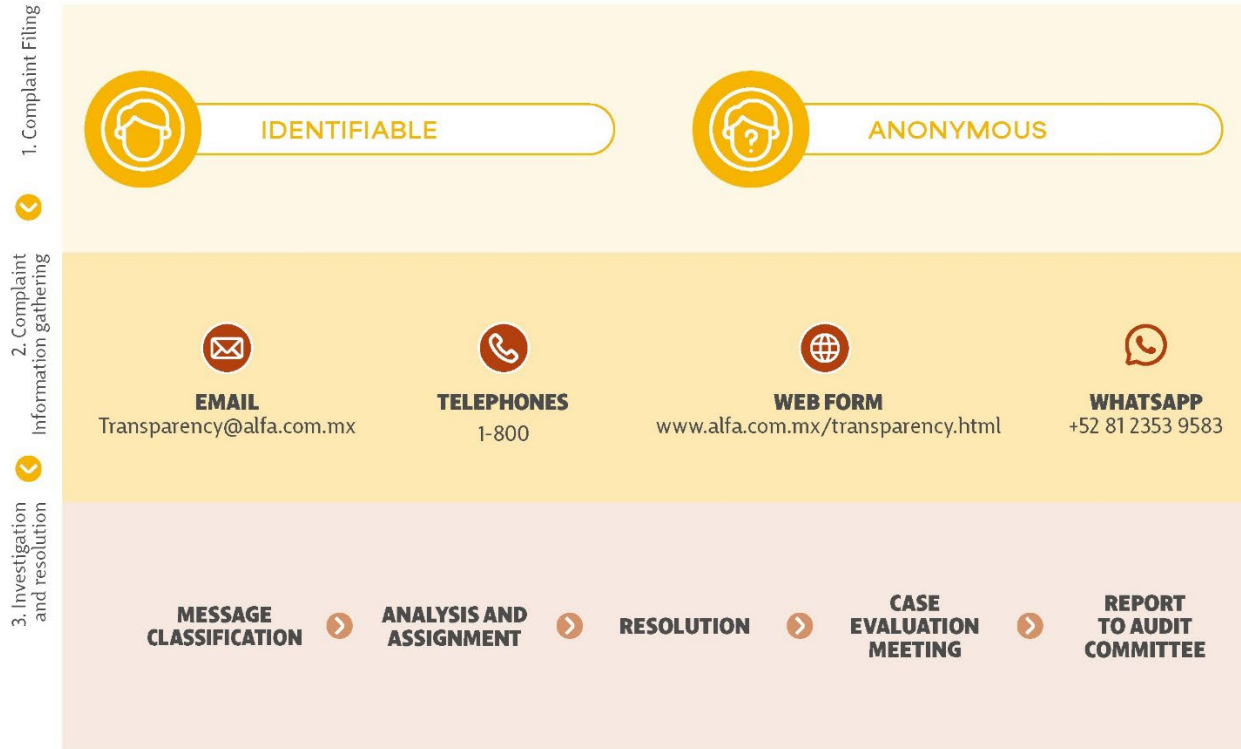 1. Complaint Filing
IDENTIFIABLE
ANONYMOUS
2. Complaint
Information gathering
EMAIL
Transparency@alfa.com.mx
TELEPHONES
1-800
WEB FORM
www.alfa.com.mx/transparency.html
WHATSAPP
+52 81 2353 9583
3. Investigation
and resolution
MESSAGE
CLASSIFICATION
ANALYSIS AND
ASSIGNMENT
RESOLUTION
CASE
EVALUATION
MEETING
REPORT
TO AUDIT
COMMITTEE